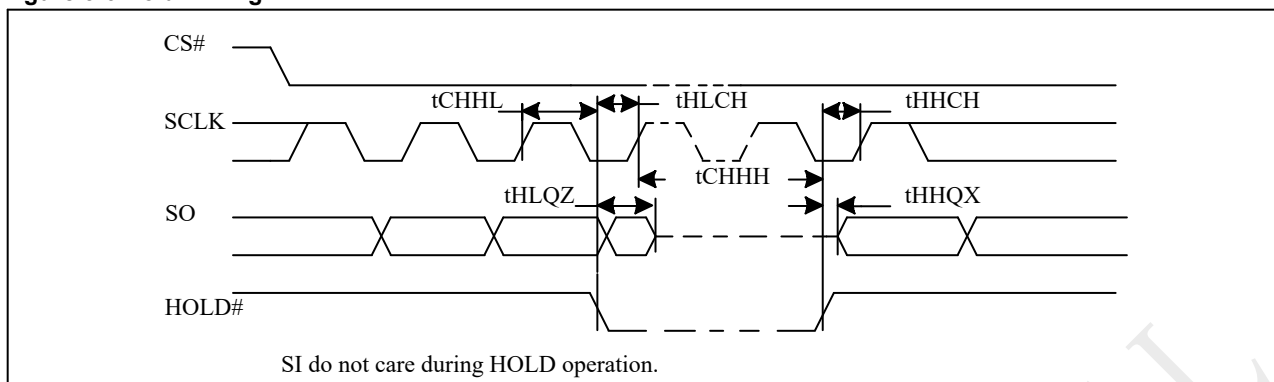 CS#
tCHHL
tHLCH
tHHCH
SCLK
tCHHH
tHLQZ
tHHQX
SO
HOLD#
SI do not care during HOLD operation.